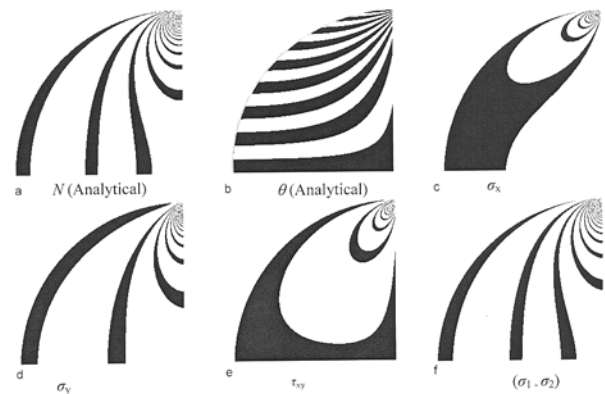 a N (Analytical)
b θ (Analytical)
c σx
d σy
e τxy
f (σ1 . σ2)